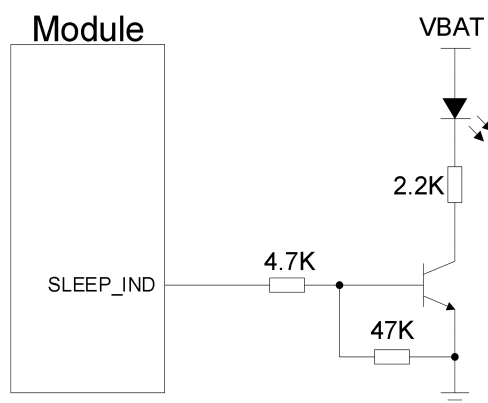 Module
VBAT
2.2K
4.7K
SLEEP_IND
47K